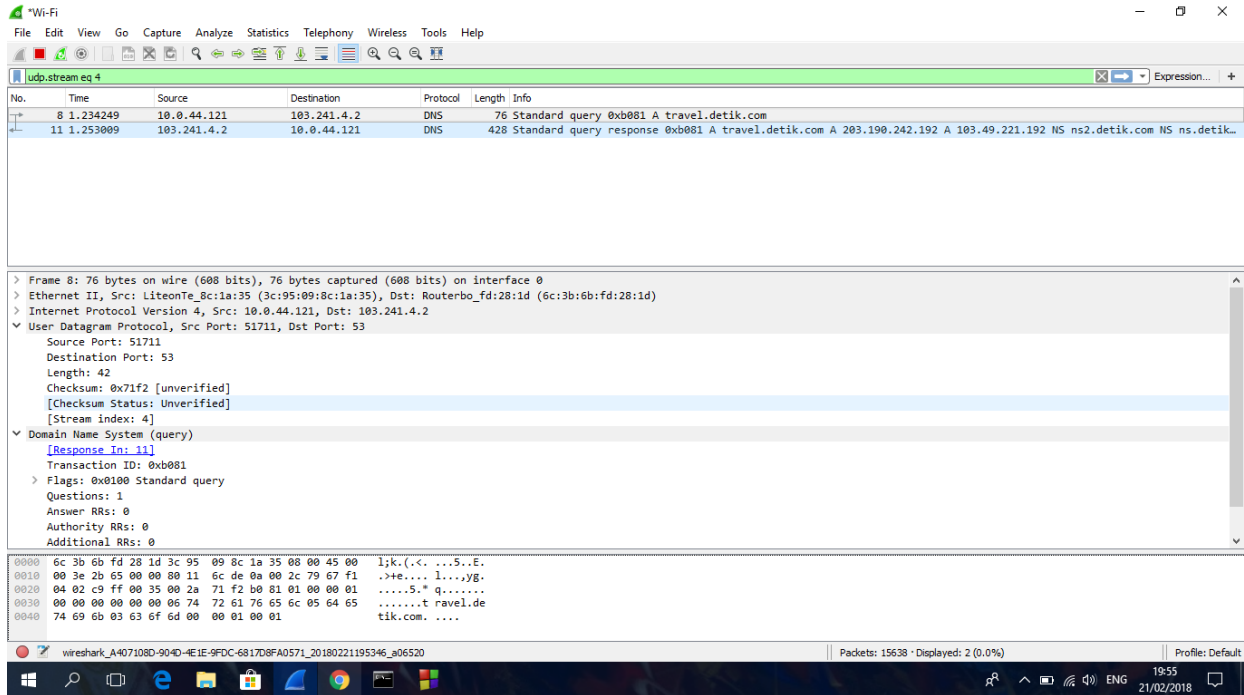 *Wi-Fi
File Edit View Go Capture Analyze Statistics Telephony Wireless Tools Help
udp.stream eq 4 Expression... +
No. Time Source Destination Protocol Length Info
8 1.234249 10.0.44.121 103.241.4.2 DNS 76 Standard query 0xb081 A travel.detik.com
11 1.253009 103.241.4.2 10.0.44.121 DNS 428 Standard query response 0xb081 A travel.detik.com A 203.190.242.192 A 103.49.221.192 NS ns2.detik.com NS ns.detik…
Frame 8: 76 bytes on wire (608 bits), 76 bytes captured (608 bits) on interface 0
Ethernet II, Src: LiteonTe_8c:1a:35 (3c:95:09:8c:1a:35), Dst: Routerbo_fd:28:1d (6c:3b:6b:fd:28:1d)
Internet Protocol Version 4, Src: 10.0.44.121, Dst: 103.241.4.2
User Datagram Protocol, Src Port: 51711, Dst Port: 53
Source Port: 51711
Destination Port: 53
Length: 42
Checksum: 0x71f2 [unverified]
[Checksum Status: Unverified]
[Stream index: 4]
Domain Name System (query)
[Response In: 11]
Transaction ID: 0xb081
Flags: 0x0100 Standard query
Questions: 1
Answer RRs: 0
Authority RRs: 0
Additional RRs: 0
0000 6c 3b 6b fd 28 1d 3c 95 09 8c 1a 35 08 00 45 00 l;k.(.<. ...5..E.
0010 00 3e 2b 65 00 00 80 11 6c de 0a 00 2c 79 67 f1 .>+e.... l...,yg.
0020 04 02 c9 ff 00 35 00 2a 71 f2 b0 81 01 00 00 01 .....5.* q.......
0030 00 00 00 00 00 00 06 74 72 61 76 65 6c 05 64 65 .......t ravel.de
0040 74 69 6b 03 63 6f 6d 00 00 01 00 01 tik.com. ....
wireshark_A407108D-904D-4E1E-9FDC-6817D8FA0571_20180221195346_a06520 Packets: 15638 · Displayed: 2 (0.0%) Profile: Default
ENG 19:55
21/02/2018